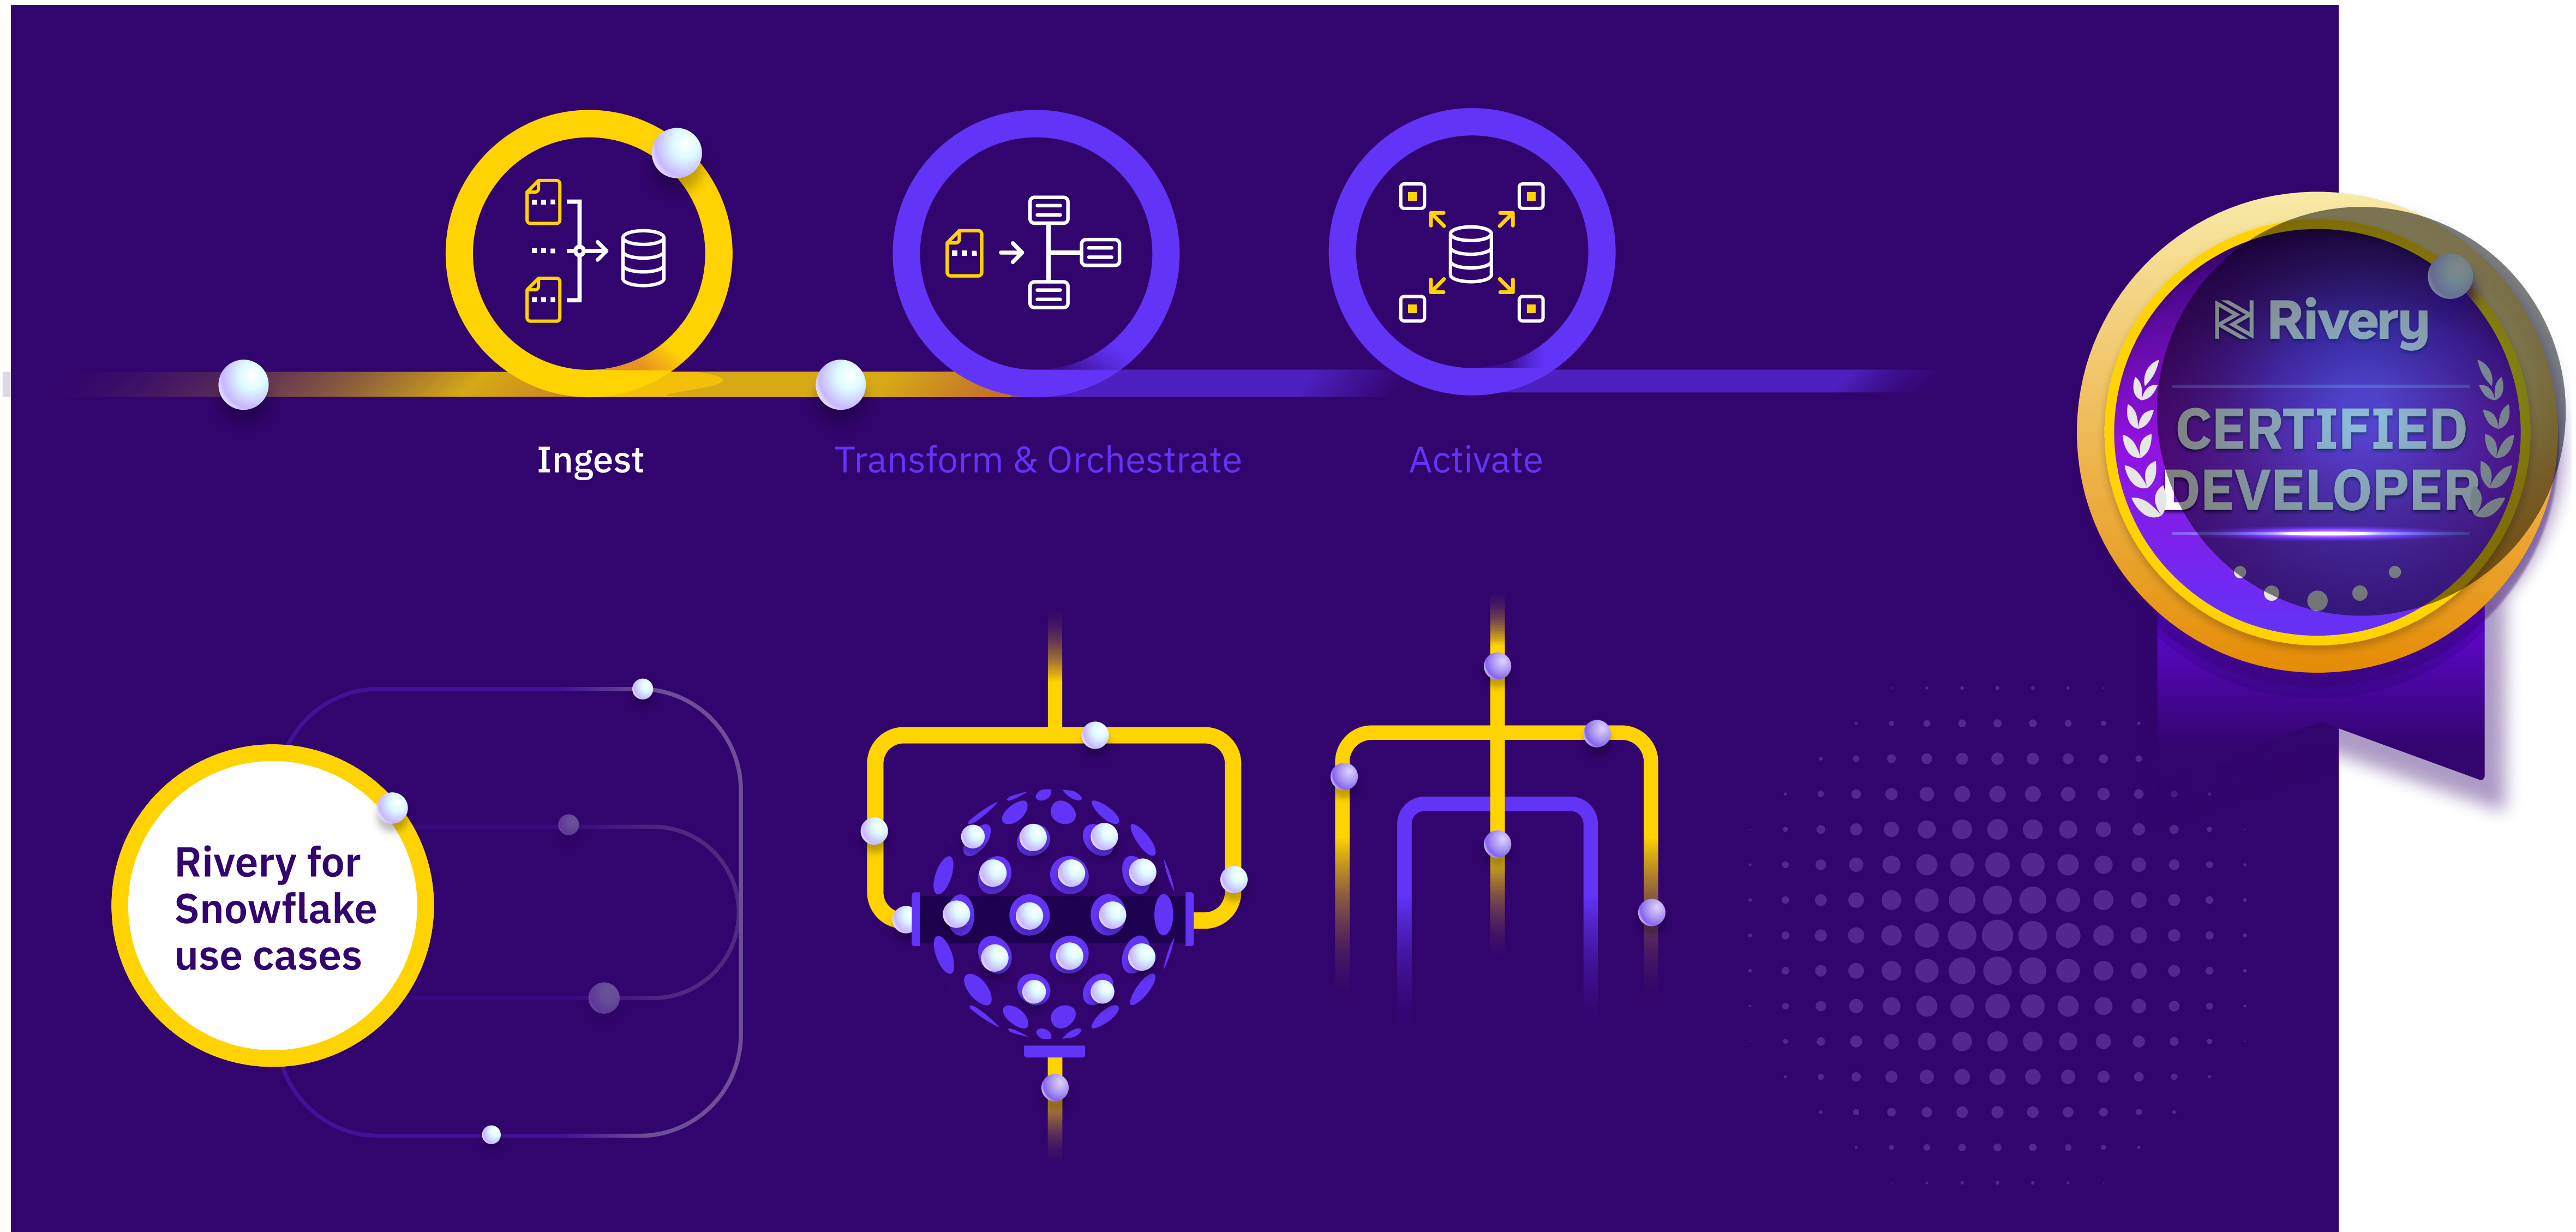 Ingest
Transform & Orchestrate
Activate
Rivery
CERTIFIED
DEVELOPER
Rivery for
Snowflake
use cases